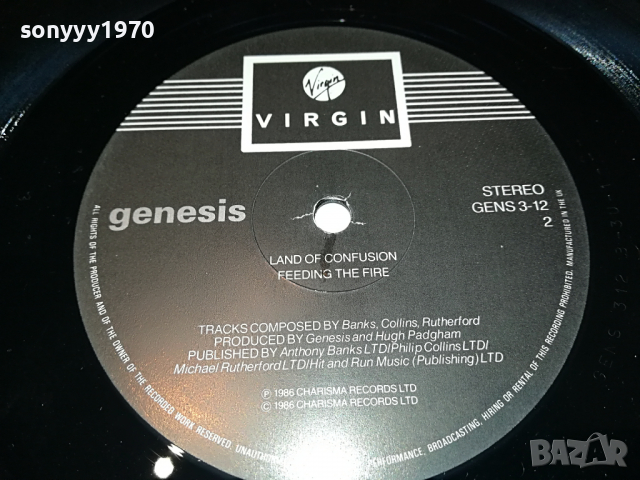 sonyyy1970
Virgin
VIRGIN
genesis
STEREO
GENS 3-12
2
LAND OF CONFUSION
FEEDING THE FIRE
TRACKS COMPOSED BY Banks, Collins, Rutherford
PRODUCED BY Genesis and Hugh Padgham
PUBLISHED BY Anthony Banks LTD/Philip Collins LTD/
Michael Rutherford LTD/Hit and Run Music (Publishing) LTD
℗ 1986 CHARISMA RECORDS LTD
© 1986 CHARISMA RECORDS LTD
ALL RIGHTS OF THE PRODUCER AND OF THE OWNER OF THE RECORDED WORK RESERVED. UNAUTHORISED PERFORMANCE, BROADCASTING, HIRING OR RENTAL OF THIS RECORDING PROHIBITED. MANUFACTURED IN THE UK
BAZAR